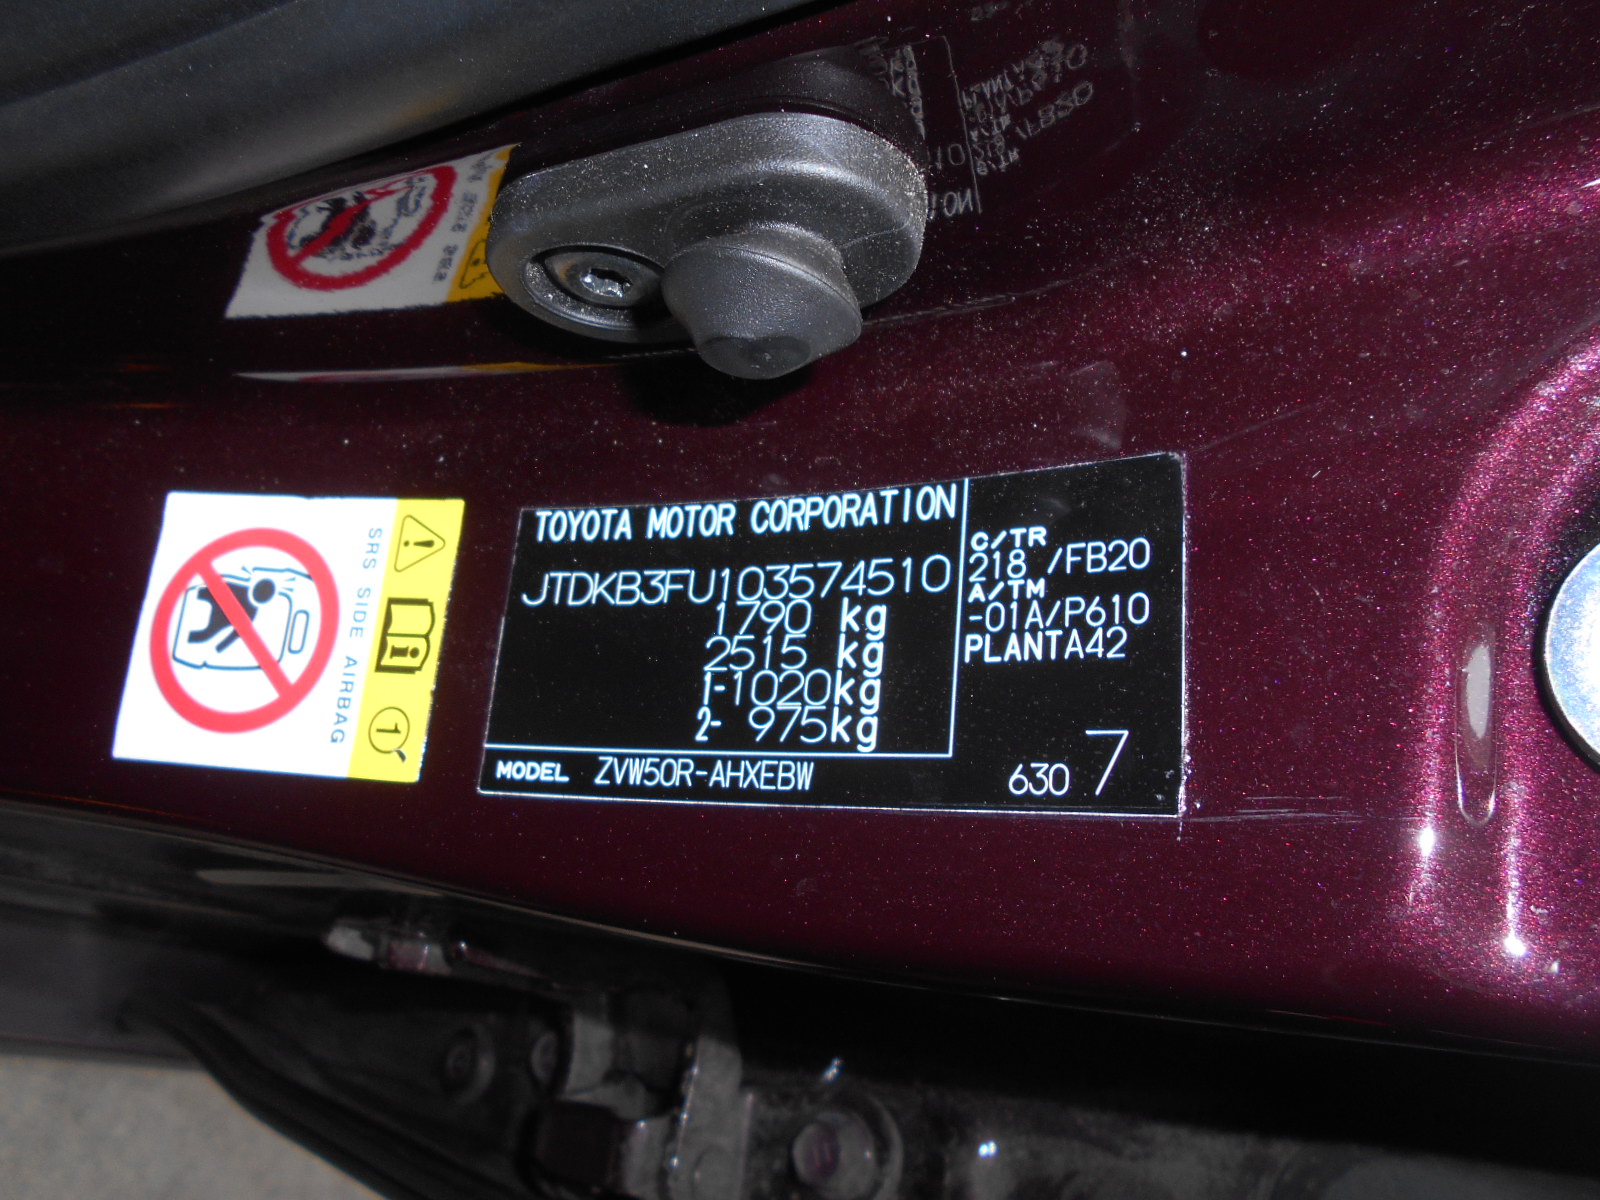 TOYOTA MOTOR CORPORATION
JTDKB3FU103574510
1790 kg
2515 kg
1-1020kg
2- 975kg
MODEL ZVW50R-AHXEBW
C/TR
218 /FB20
A/TM
-01A/P610
PLANTA42
630 7
SRS SIDE AIRBAG